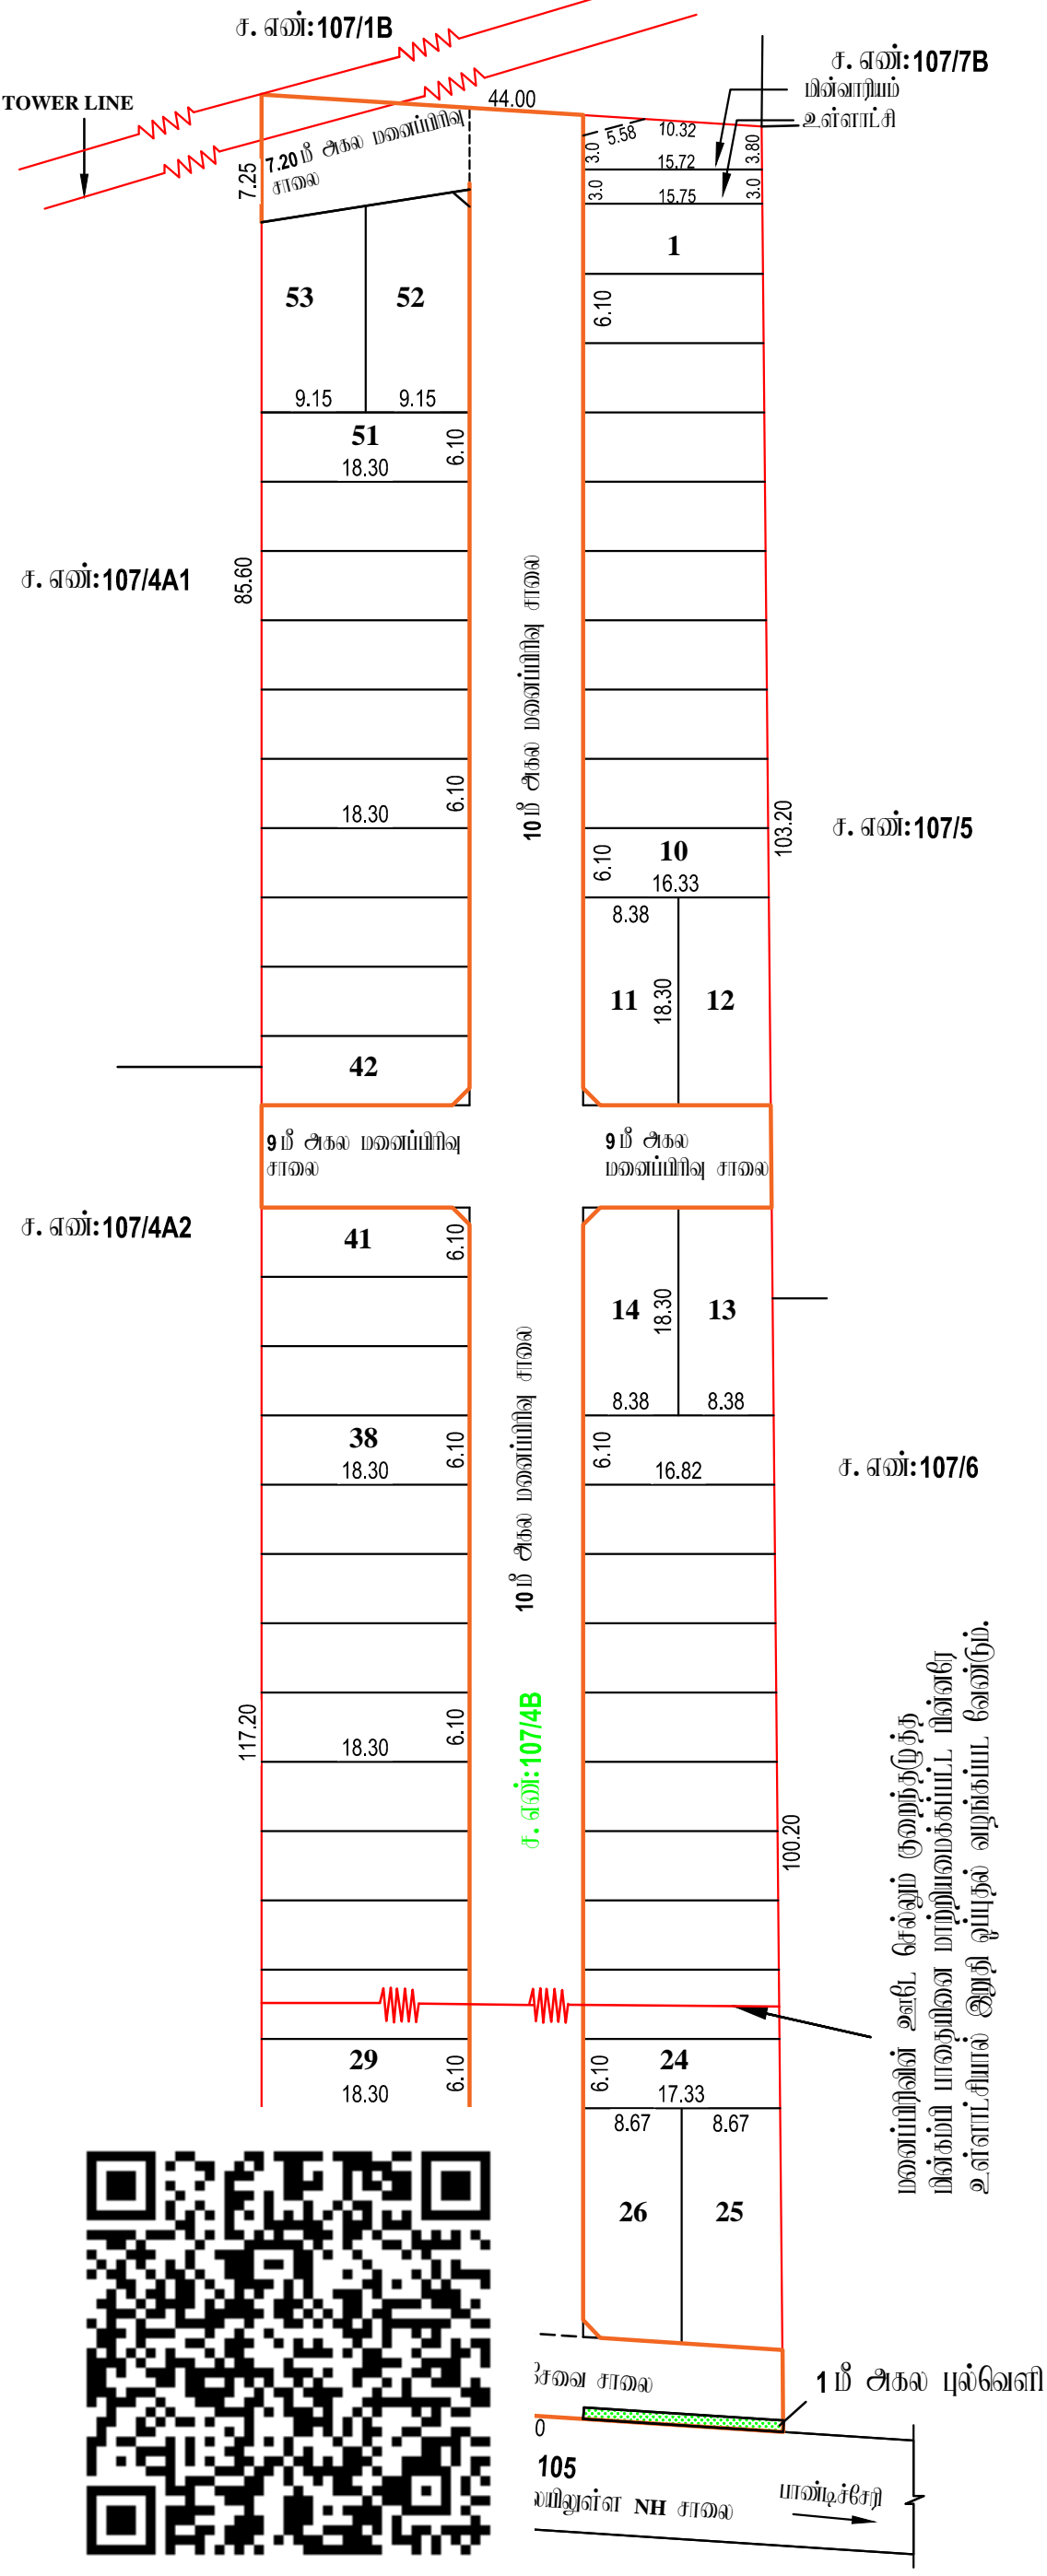 ச. எண்:107/1B
ச. எண்:107/7B
மின்வாரியம்
உள்ளாட்சி
TOWER LINE
44.00
5.58
10.32
3.0
15.72
3.80
7.20 மீ அகல மனைப்பிரிவு
சாலை
7.25
3.0
15.75
3.0
1
53
52
6.10
9.15
9.15
51
6.10
18.30
ச. எண்:107/4A1
85.60
10 மீ அகல மனைப்பிரிவு சாலை
18.30
6.10
103.20
ச. எண்:107/5
10
6.10
16.33
8.38
11
18.30
12
42
9 மீ அகல மனைப்பிரிவு
சாலை
9 மீ அகல
மனைப்பிரிவு சாலை
ச. எண்:107/4A2
41
6.10
14
18.30
13
8.38
8.38
10 மீ அகல மனைப்பிரிவு சாலை
38
18.30
6.10
6.10
16.82
ச. எண்:107/6
117.20
18.30
6.10
ச. எண்:107/4B
100.20
மனைப்பிரிவின் ஊடே செல்லும் குறைந்தழுத்த
மின்கம்பி பாதையினை மாற்றியமைக்கப்பட்ட பின்னரே
உள்ளாட்சியால் இறுதி ஒப்புதல் வழங்கபட வேண்டும்.
29
18.30
6.10
6.10
24
17.33
8.67
8.67
26
25
சேவை சாலை
1 மீ அகல புல்வெளி
0
105
லையிலுள்ள NH சாலை
பாண்டிச்சேரி